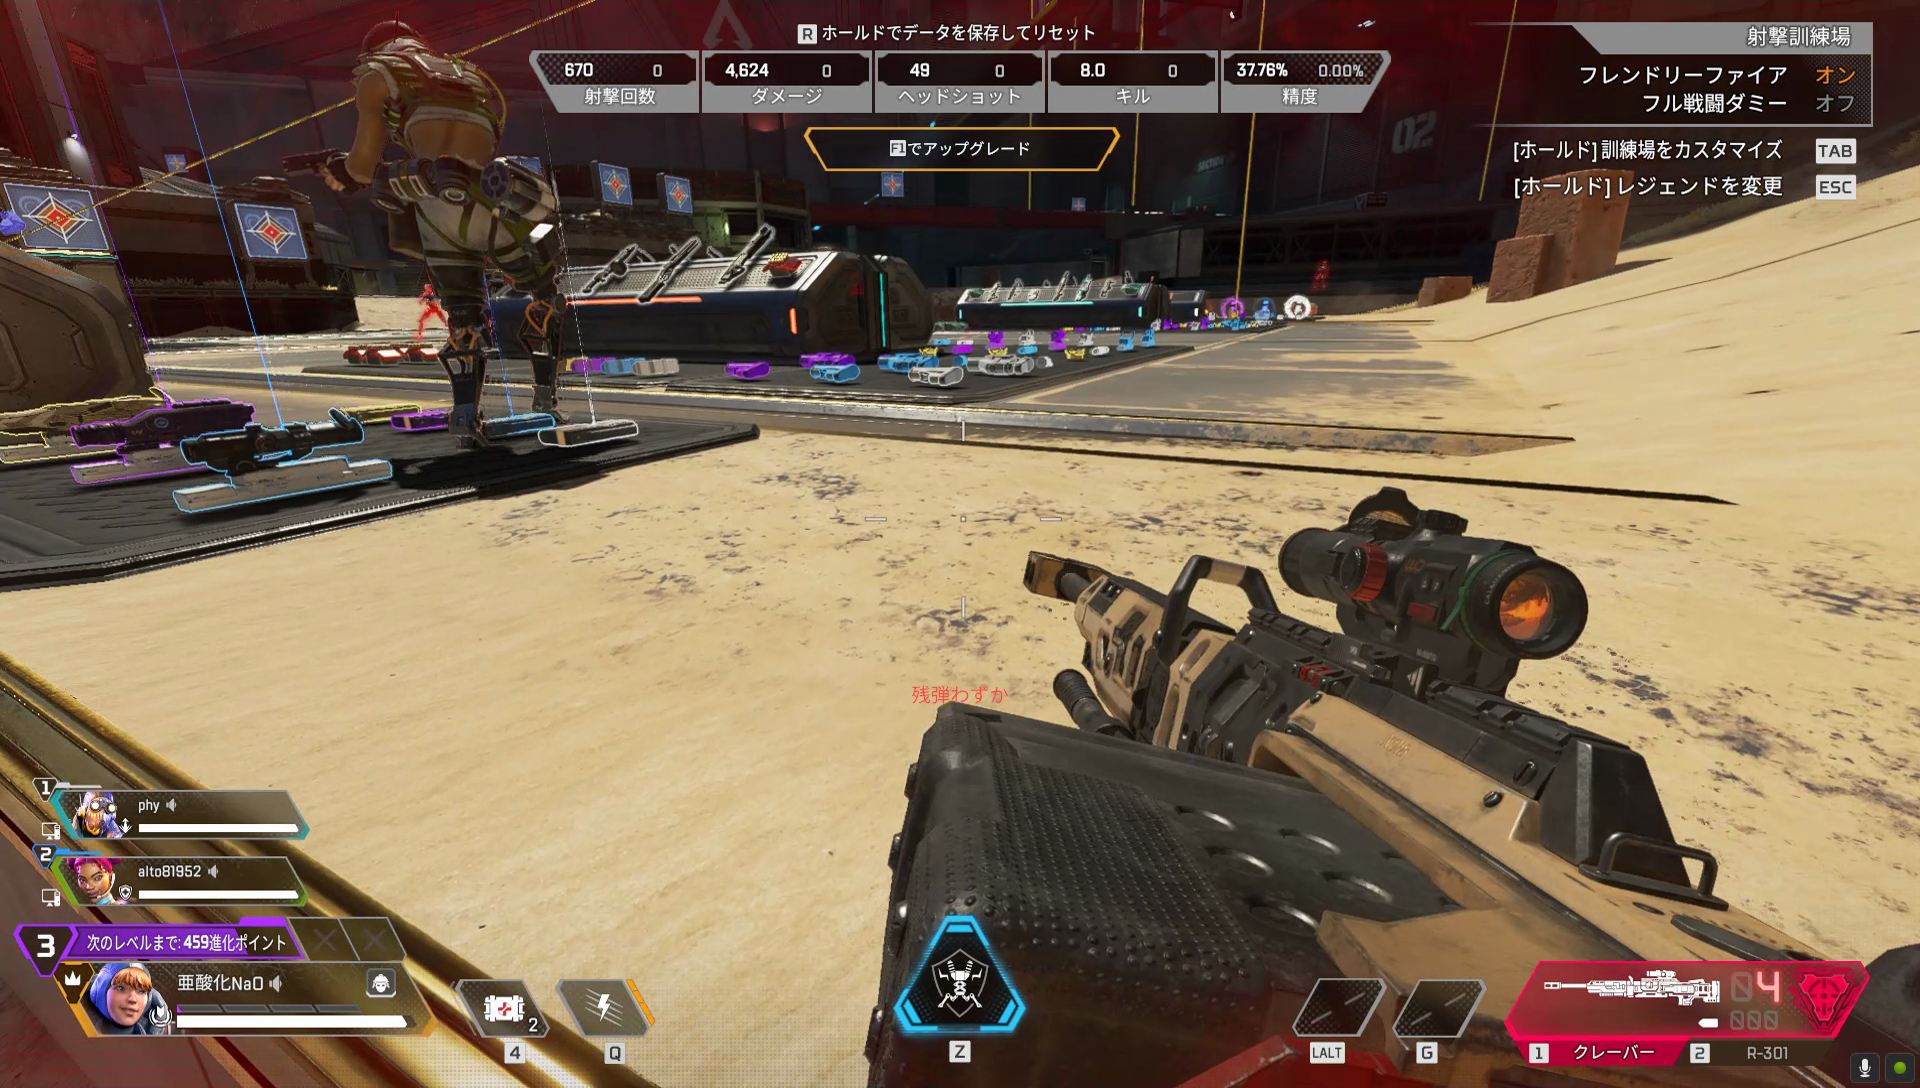 R ホールドでデータを保存してリセット
670 0
射撃回数
4,624 0
ダメージ
49 0
ヘッドショット
8.0 0
キル
37.76% 0.00%
精度
F1でアップグレード
射撃訓練場
フレンドリーファイア オン
フル戦闘ダミー オフ
[ホールド]訓練場をカスタマイズ TAB
[ホールド]レジェンドを変更 ESC
02
残弾わずか
1
phy
2
alto81952
3
次のレベルまで:459進化ポイント
亜酸化NaO
2
4
Q
Z
LALT
G
04
000
1 クレーバー
2 R-301